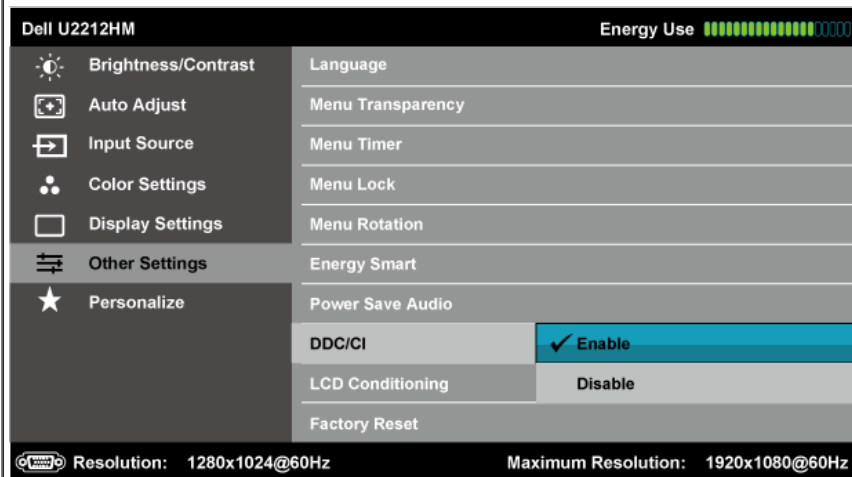 Dell U2212HM Energy Use
Brightness/Contrast Language
Auto Adjust Menu Transparency
Input Source Menu Timer
Color Settings Menu Lock
Display Settings Menu Rotation
Other Settings Energy Smart
Personalize Power Save Audio
DDC/CI Enable
LCD Conditioning Disable
Factory Reset
Resolution: 1280x1024@60Hz Maximum Resolution: 1920x1080@60Hz